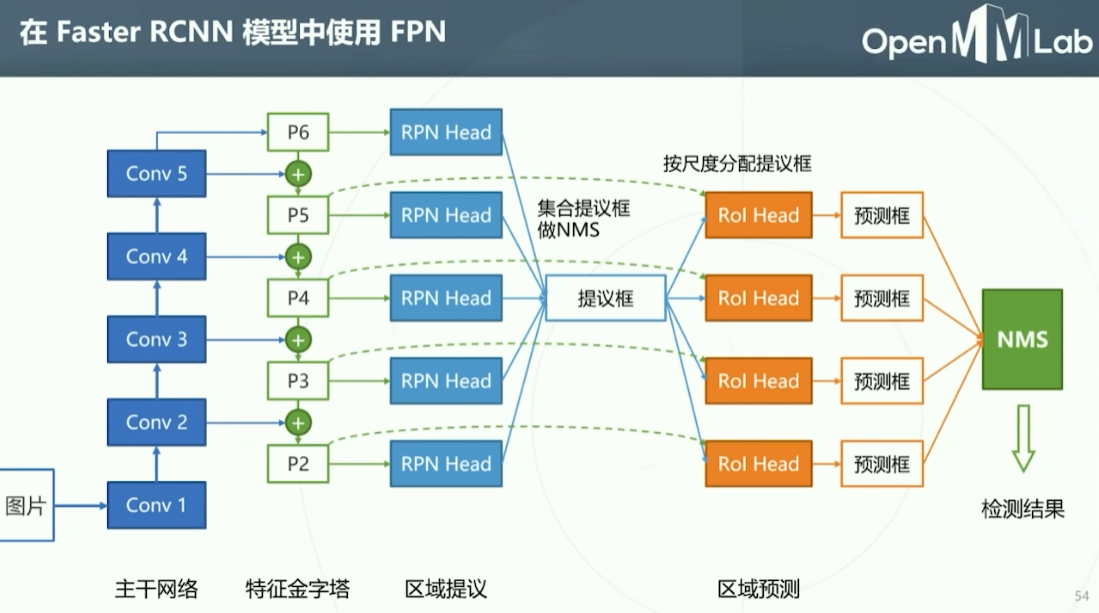 在 Faster RCNN 模型中使用 FPN
OpenMMLab
P6
RPN Head
Conv 5
按尺度分配提议框
P5
RPN Head
集合提议框
做NMS
RoI Head
预测框
Conv 4
P4
RPN Head
提议框
RoI Head
预测框
Conv 3
NMS
P3
RPN Head
RoI Head
预测框
Conv 2
P2
RPN Head
RoI Head
预测框
图片
Conv 1
检测结果
主干网络
特征金字塔
区域提议
区域预测
54